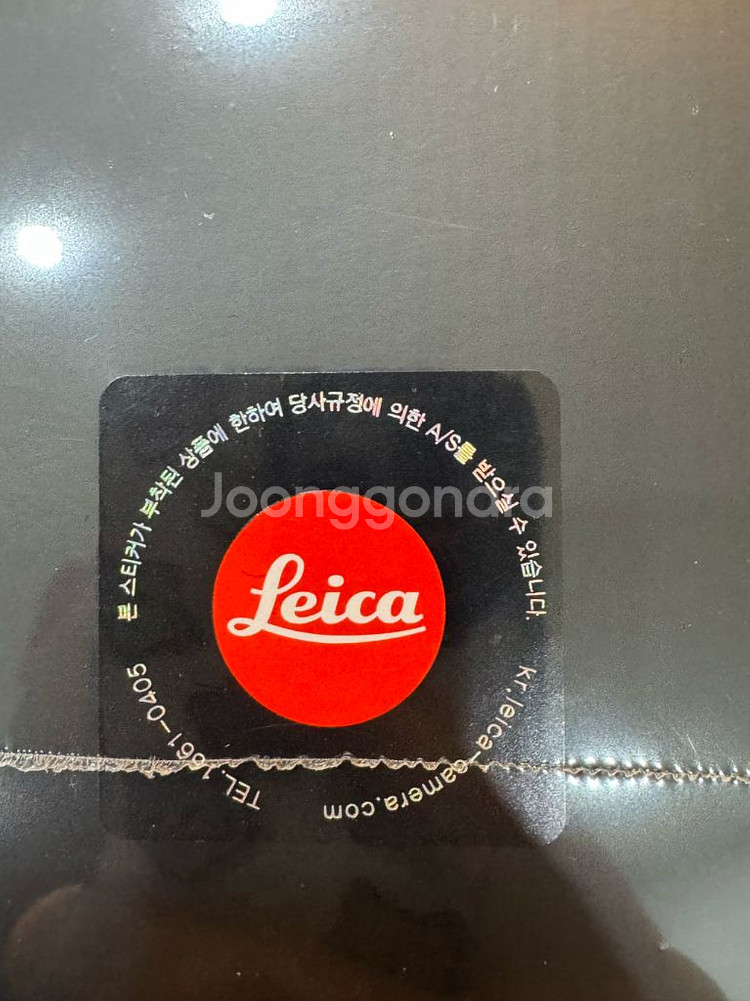 본 스티커가 부착된 상품에 한하여 당사규정에 의한 A/S를 받으실 수 있습니다.
Joonggonara
Leica
TEL.1661-0405
kr.leica-camera.com